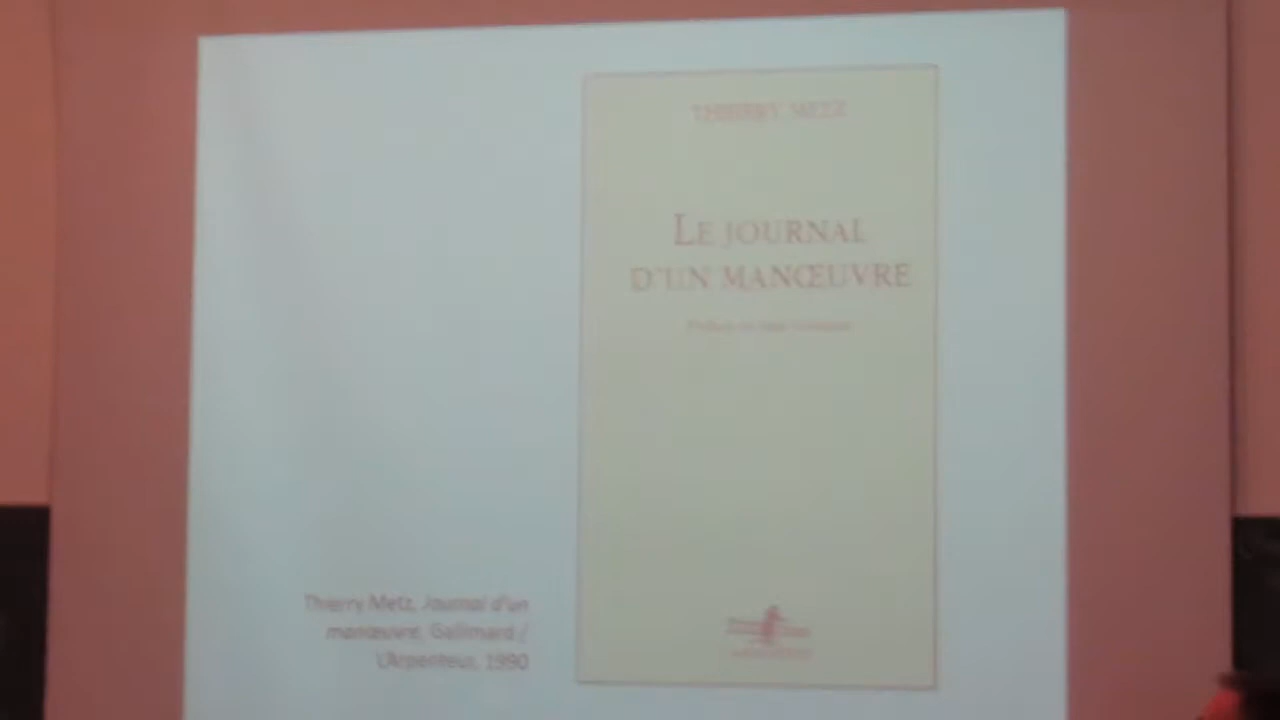 THIERRY METZ
LE JOURNAL
D'UN MANŒUVRE
Thierry Metz, Journal d'un
manœuvre, Gallimard /
L'Arpenteur, 1990